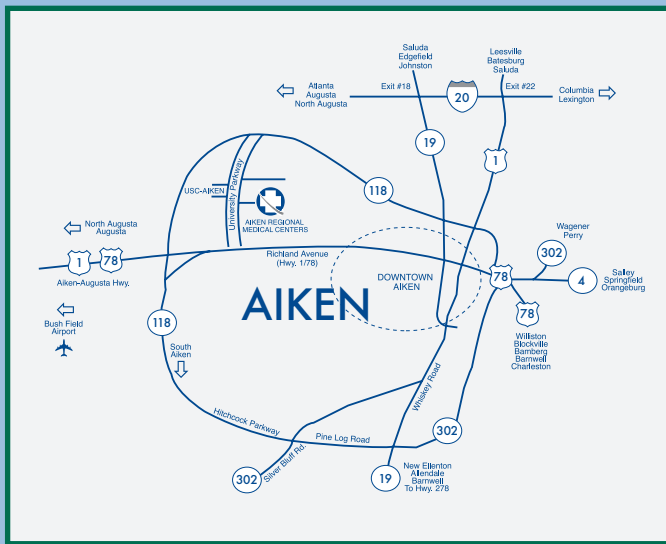 Saluda
Edgefield
Johnston
Leesville
Batesburg
Saluda
Atlanta
Augusta
North Augusta
Exit #18
20
Exit #22
Columbia
Lexington
19
1
118
USC-AIKEN
University Parkway
AIKEN REGIONAL
MEDICAL CENTERS
North Augusta
Augusta
1
78
Aiken-Augusta Hwy.
Richland Avenue
(Hwy. 1/78)
DOWNTOWN
AIKEN
Wagener
Perry
302
78
4
Salley
Springfield
Orangeburg
78
Williston
Blockville
Bamberg
Barnwell
Charleston
AIKEN
Bush Field
Airport
118
South
Aiken
Hitchcock Parkway
Pine Log Road
Whiskey Road
302
302
Silver Bluff Rd.
19
New Ellenton
Allendale
Barnwell
To Hwy. 278